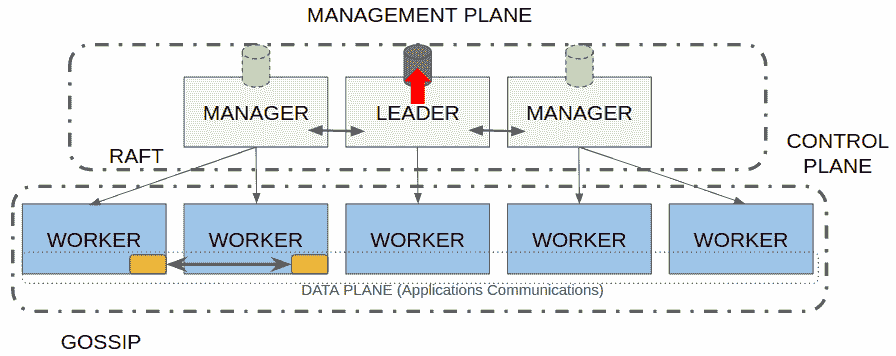 MANAGEMENT PLANE
MANAGER
LEADER
MANAGER
RAFT
CONTROL
PLANE
WORKER
WORKER
WORKER
WORKER
WORKER
DATA PLANE (Applications Communications)
GOSSIP